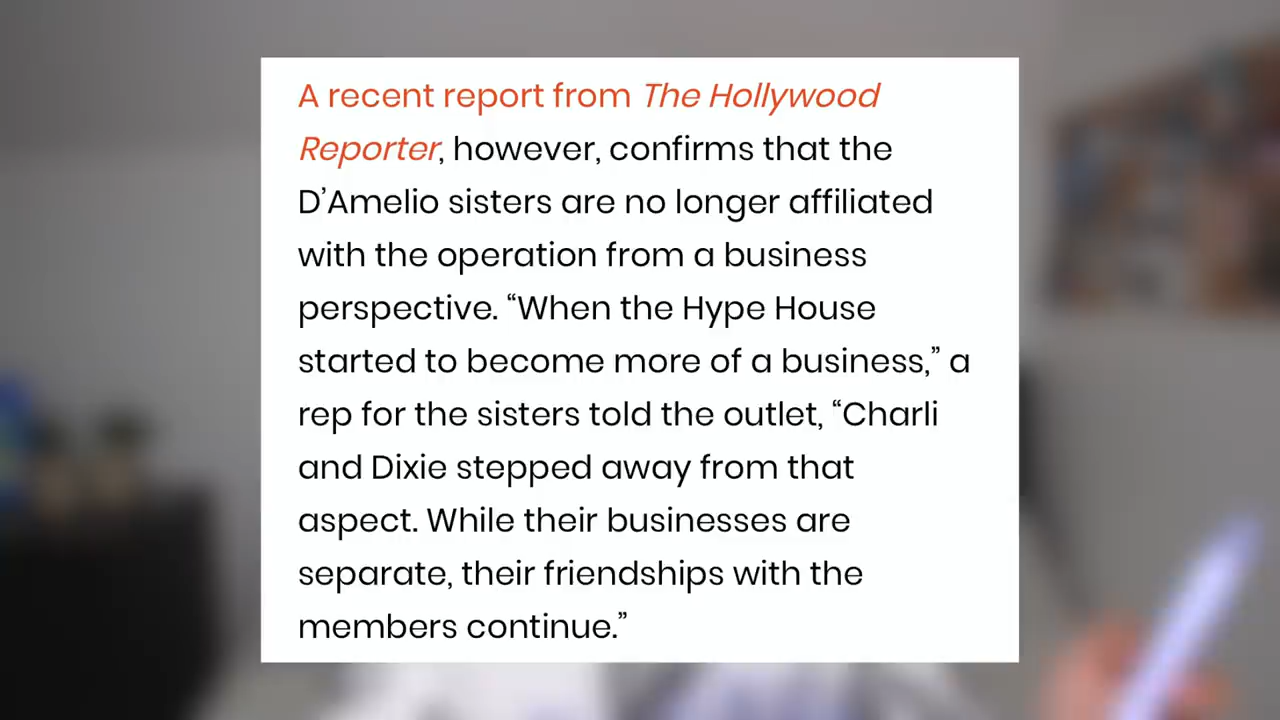 A recent report from The Hollywood
Reporter, however, confirms that the
D’Amelio sisters are no longer affiliated
with the operation from a business
perspective. “When the Hype House
started to become more of a business,” a
rep for the sisters told the outlet, “Charli
and Dixie stepped away from that
aspect. While their businesses are
separate, their friendships with the
members continue.”